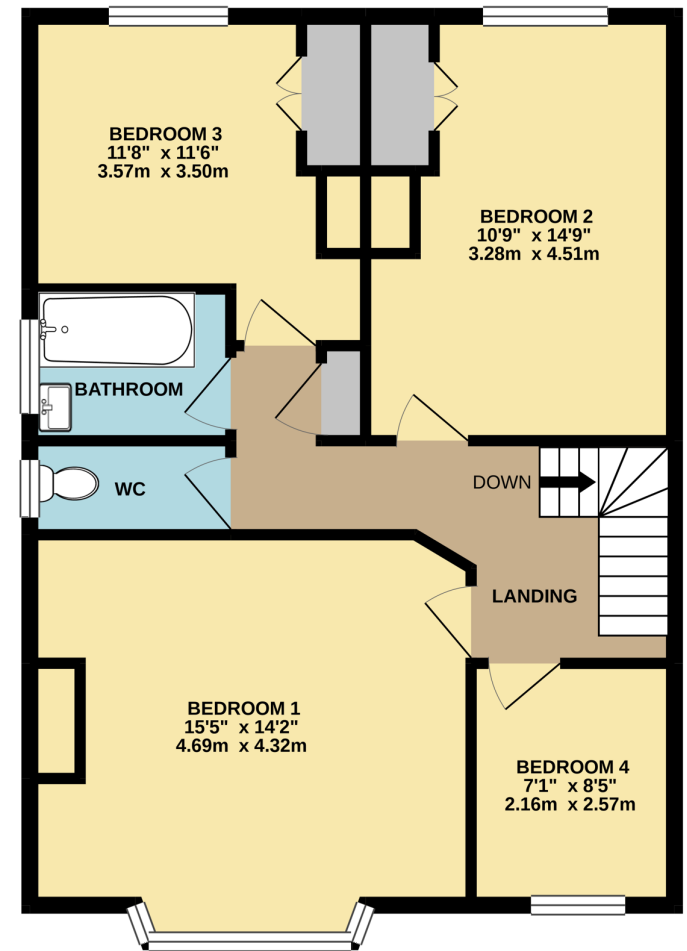 BEDROOM 3
11'8" x 11'6"
3.57m x 3.50m
BEDROOM 2
10'9" x 14'9"
3.28m x 4.51m
BATHROOM
WC
DOWN
LANDING
BEDROOM 1
15'5" x 14'2"
4.69m x 4.32m
BEDROOM 4
7'1" x 8'5"
2.16m x 2.57m